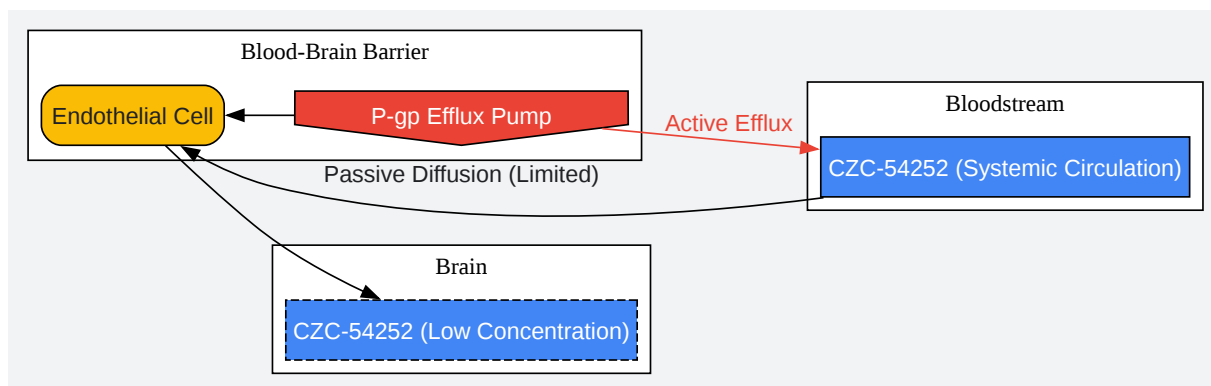 Blood-Brain Barrier
Endothelial Cell
P-gp Efflux Pump
Active Efflux
Bloodstream
CZC-54252 (Systemic Circulation)
Passive Diffusion (Limited)
Brain
CZC-54252 (Low Concentration)